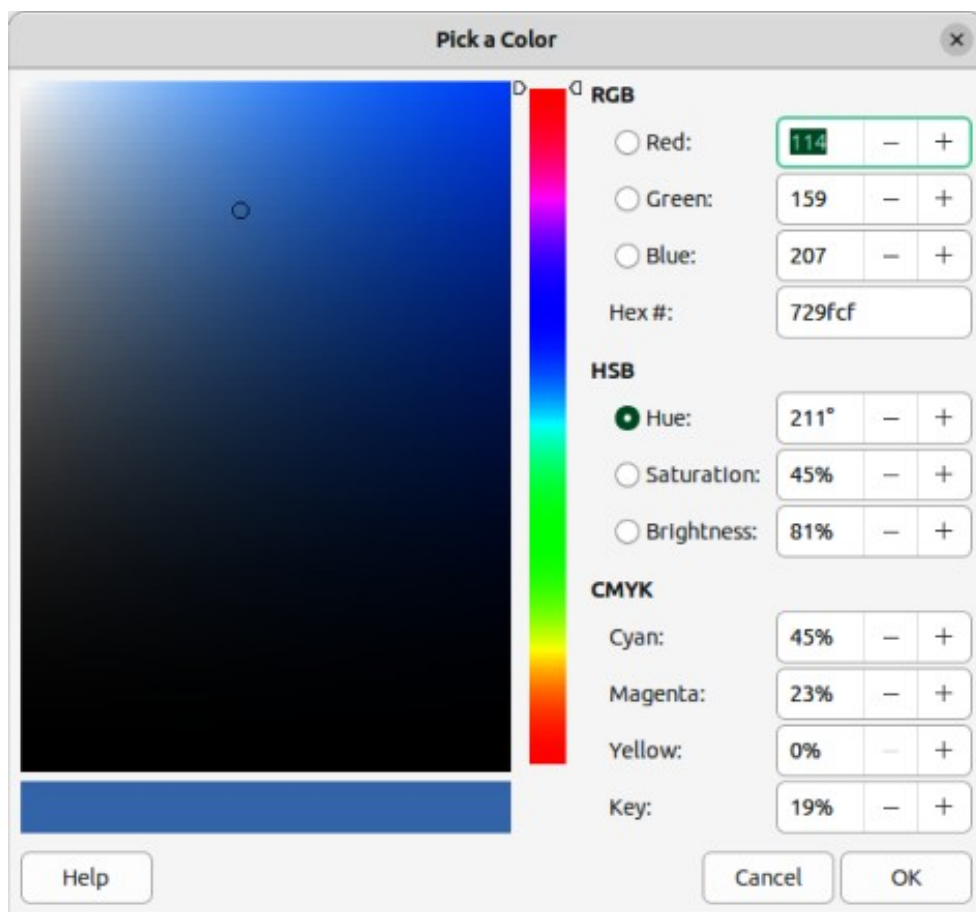 Pick a Color
RGB
Red: 114 − +
Green: 159 − +
Blue: 207 − +
Hex #: 729fcf
HSB
Hue: 211° − +
Saturation: 45% − +
Brightness: 81% − +
CMYK
Cyan: 45% − +
Magenta: 23% − +
Yellow: 0% − +
Key: 19% − +
Help Cancel OK